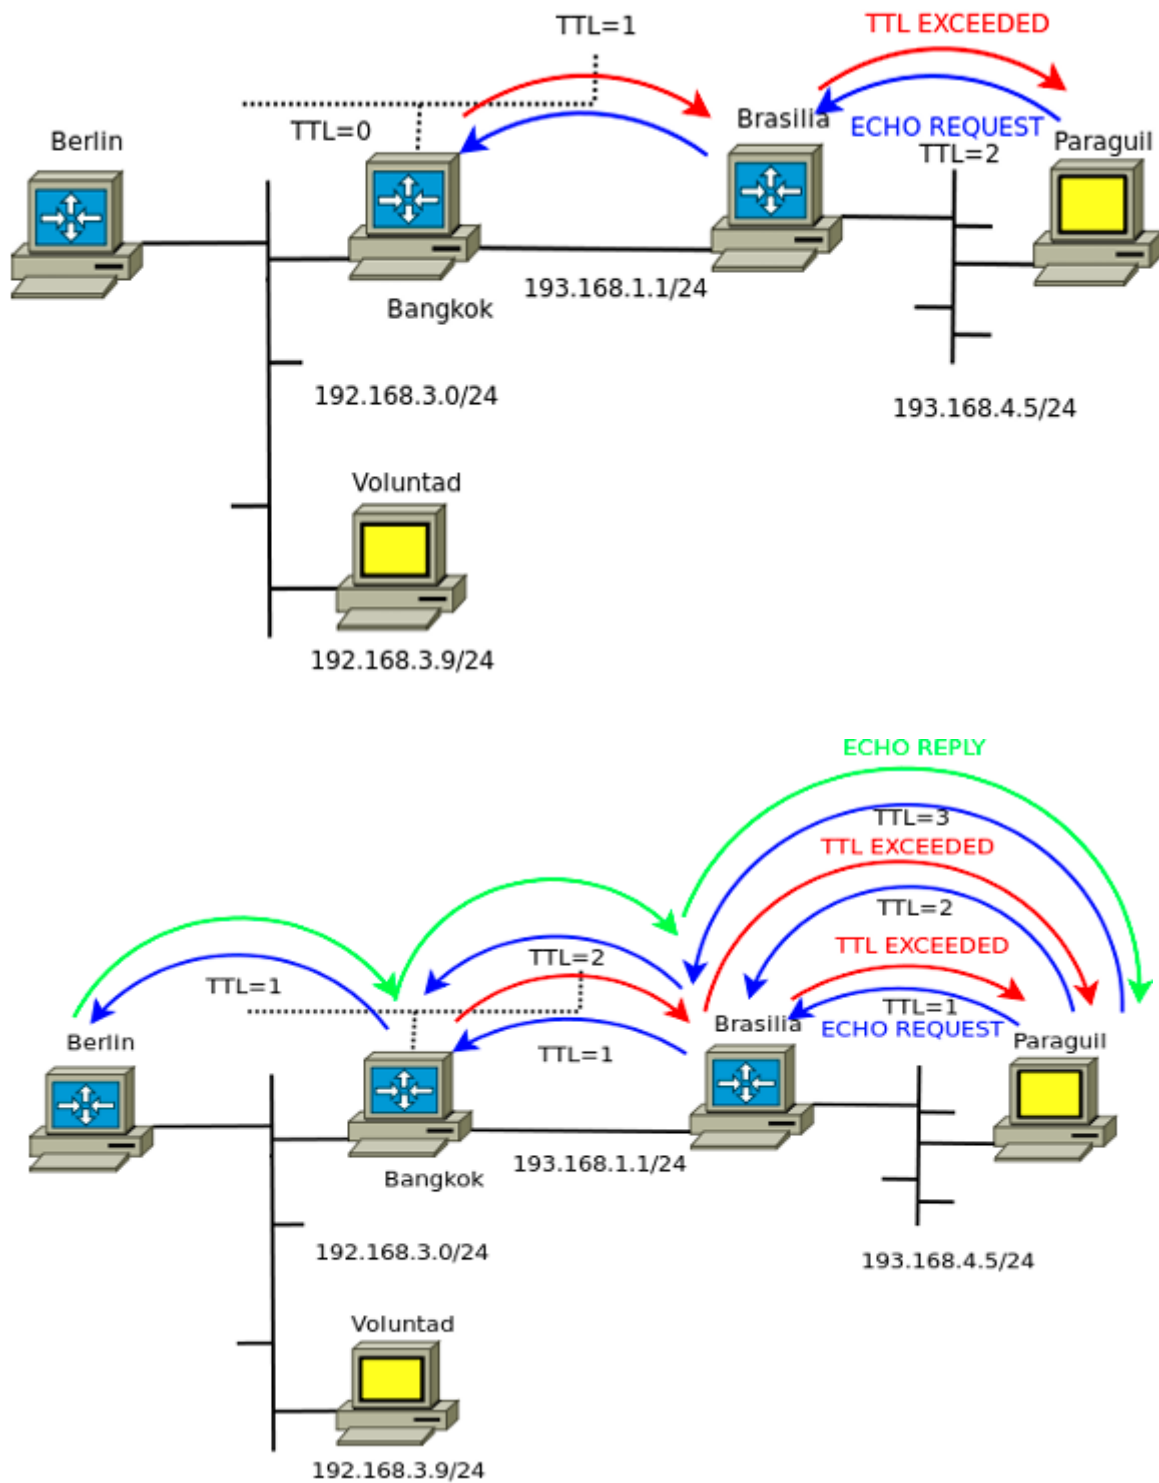 TTL=1
TTL EXCEEDED
Berlin
TTL=0
Brasilia
ECHO REQUEST
TTL=2
Paraguil
193.168.1.1/24
Bangkok
192.168.3.0/24
193.168.4.5/24
Voluntad
192.168.3.9/24
ECHO REPLY
TTL=3
TTL EXCEEDED
TTL=2
TTL EXCEEDED
TTL=2
TTL=1
TTL=1
Brasilia
ECHO REQUEST
Berlin
TTL=1
Paraguil
193.168.1.1/24
Bangkok
192.168.3.0/24
193.168.4.5/24
Voluntad
192.168.3.9/24